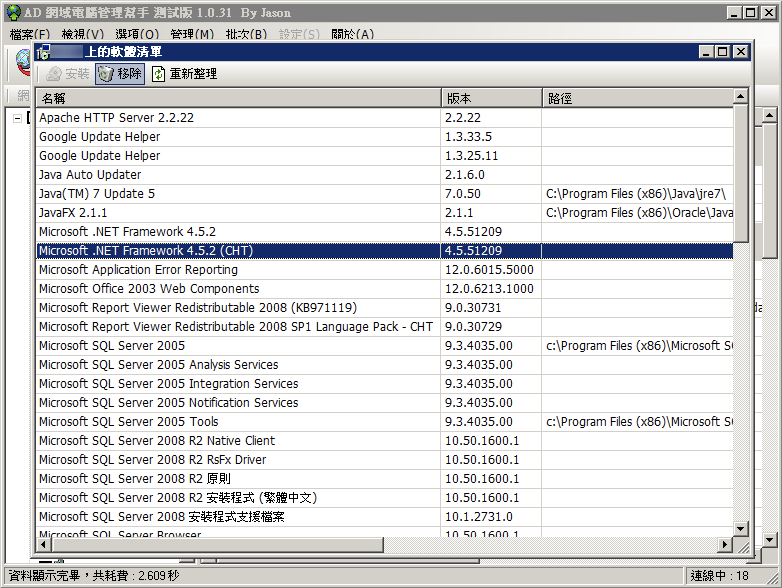 AD 網域電腦管理幫手 測試版 1.0.31 By Jason
檔案(F) 檢視(V) 選項(O) 管理(M) 批次(B) 設定(S) 關於(A)
上的軟體清單
安裝 移除 重新整理
網
名稱 版本 路徑
Apache HTTP Server 2.2.22 2.2.22
Google Update Helper 1.3.33.5
Google Update Helper 1.3.25.11
Java Auto Updater 2.1.6.0
Java(TM) 7 Update 5 7.0.50 C:\Program Files (x86)\Java\jre7\
JavaFX 2.1.1 2.1.1 C:\Program Files (x86)\Oracle\Java
Microsoft .NET Framework 4.5.2 4.5.51209
Microsoft .NET Framework 4.5.2 (CHT) 4.5.51209
Microsoft Application Error Reporting 12.0.6015.5000
Microsoft Office 2003 Web Components 12.0.6213.1000
Microsoft Report Viewer Redistributable 2008 (KB971119) 9.0.30731
Microsoft Report Viewer Redistributable 2008 SP1 Language Pack - CHT 9.0.30729
Microsoft SQL Server 2005 9.3.4035.00 c:\Program Files (x86)\Microsoft S
Microsoft SQL Server 2005 Analysis Services 9.3.4035.00
Microsoft SQL Server 2005 Integration Services 9.3.4035.00
Microsoft SQL Server 2005 Notification Services 9.3.4035.00
Microsoft SQL Server 2005 Tools 9.3.4035.00 c:\Program Files (x86)\Microsoft S
Microsoft SQL Server 2008 R2 Native Client 10.50.1600.1
Microsoft SQL Server 2008 R2 RsFx Driver 10.50.1600.1
Microsoft SQL Server 2008 R2 原則 10.50.1600.1
Microsoft SQL Server 2008 R2 安裝程式 (繁體中文) 10.50.1600.1
Microsoft SQL Server 2008 安裝程式支援檔案 10.1.2731.0
Microsoft SQL Server Browser 10.50.1600.1
資料顯示完畢，共耗費：2.609 秒 連線中：18